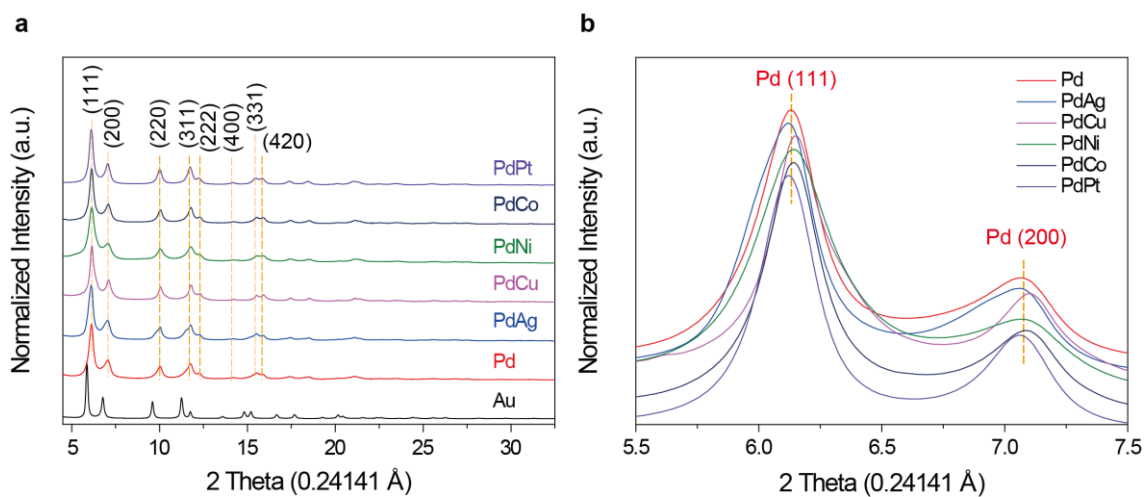 a
(111)
(200)
(220)
(311)
(222)
(400)
(331)
(420)
PdPt
PdCo
PdNi
PdCu
PdAg
Pd
Au
Normalized Intensity (a.u.)
5 10 15 20 25 30
2 Theta (0.24141 Å)
b
Pd (111)
Pd (200)
Pd
PdAg
PdCu
PdNi
PdCo
PdPt
Normalized Intensity (a.u.)
5.5 6.0 6.5 7.0 7.5
2 Theta (0.24141 Å)